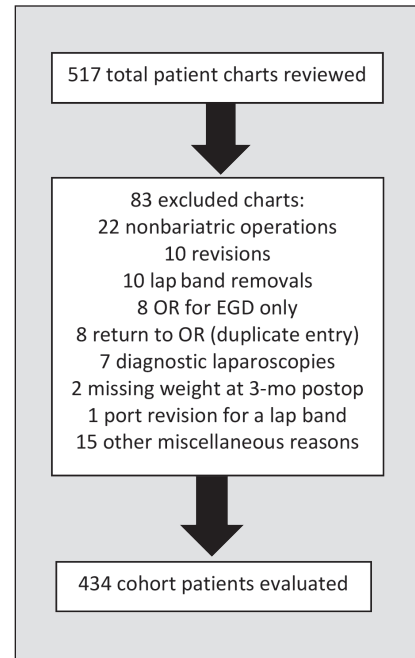 517 total patient charts reviewed
83 excluded charts:
22 nonbariatric operations
10 revisions
10 lap band removals
8 OR for EGD only
8 return to OR (duplicate entry)
7 diagnostic laparoscopies
2 missing weight at 3-mo postop
1 port revision for a lap band
15 other miscellaneous reasons
434 cohort patients evaluated